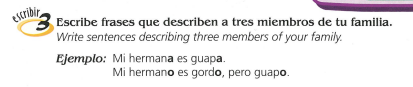 escribir
3 Escribe frases que describen a tres miembros de tu familia.
Write sentences describing three members of your family.
Ejemplo: Mi hermana es guapa.
Mi hermano es gordo, pero guapo.